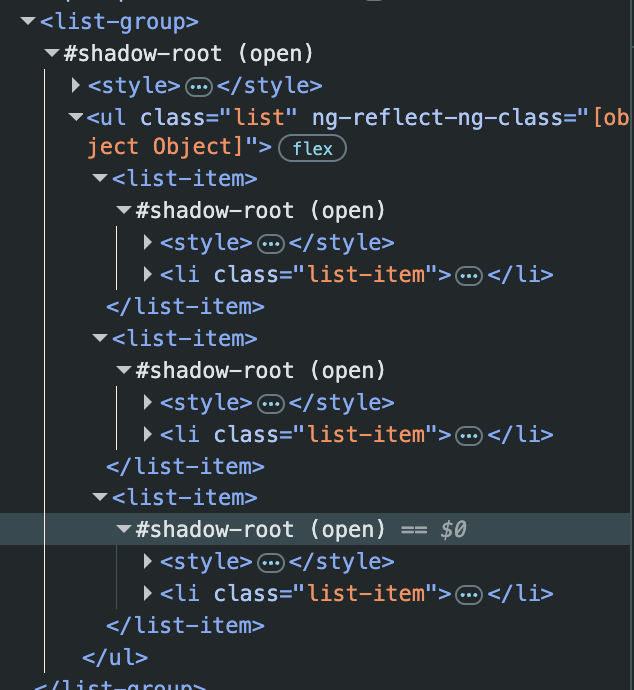 <list-group>
#shadow-root (open)
<style>…</style>
<ul class="list" ng-reflect-ng-class="[ob
ject Object]"> flex
<list-item>
#shadow-root (open)
<style>…</style>
<li class="list-item">…</li>
</list-item>
<list-item>
#shadow-root (open)
<style>…</style>
<li class="list-item">…</li>
</list-item>
<list-item>
#shadow-root (open) == $0
<style>…</style>
<li class="list-item">…</li>
</list-item>
</ul>
</list-group>